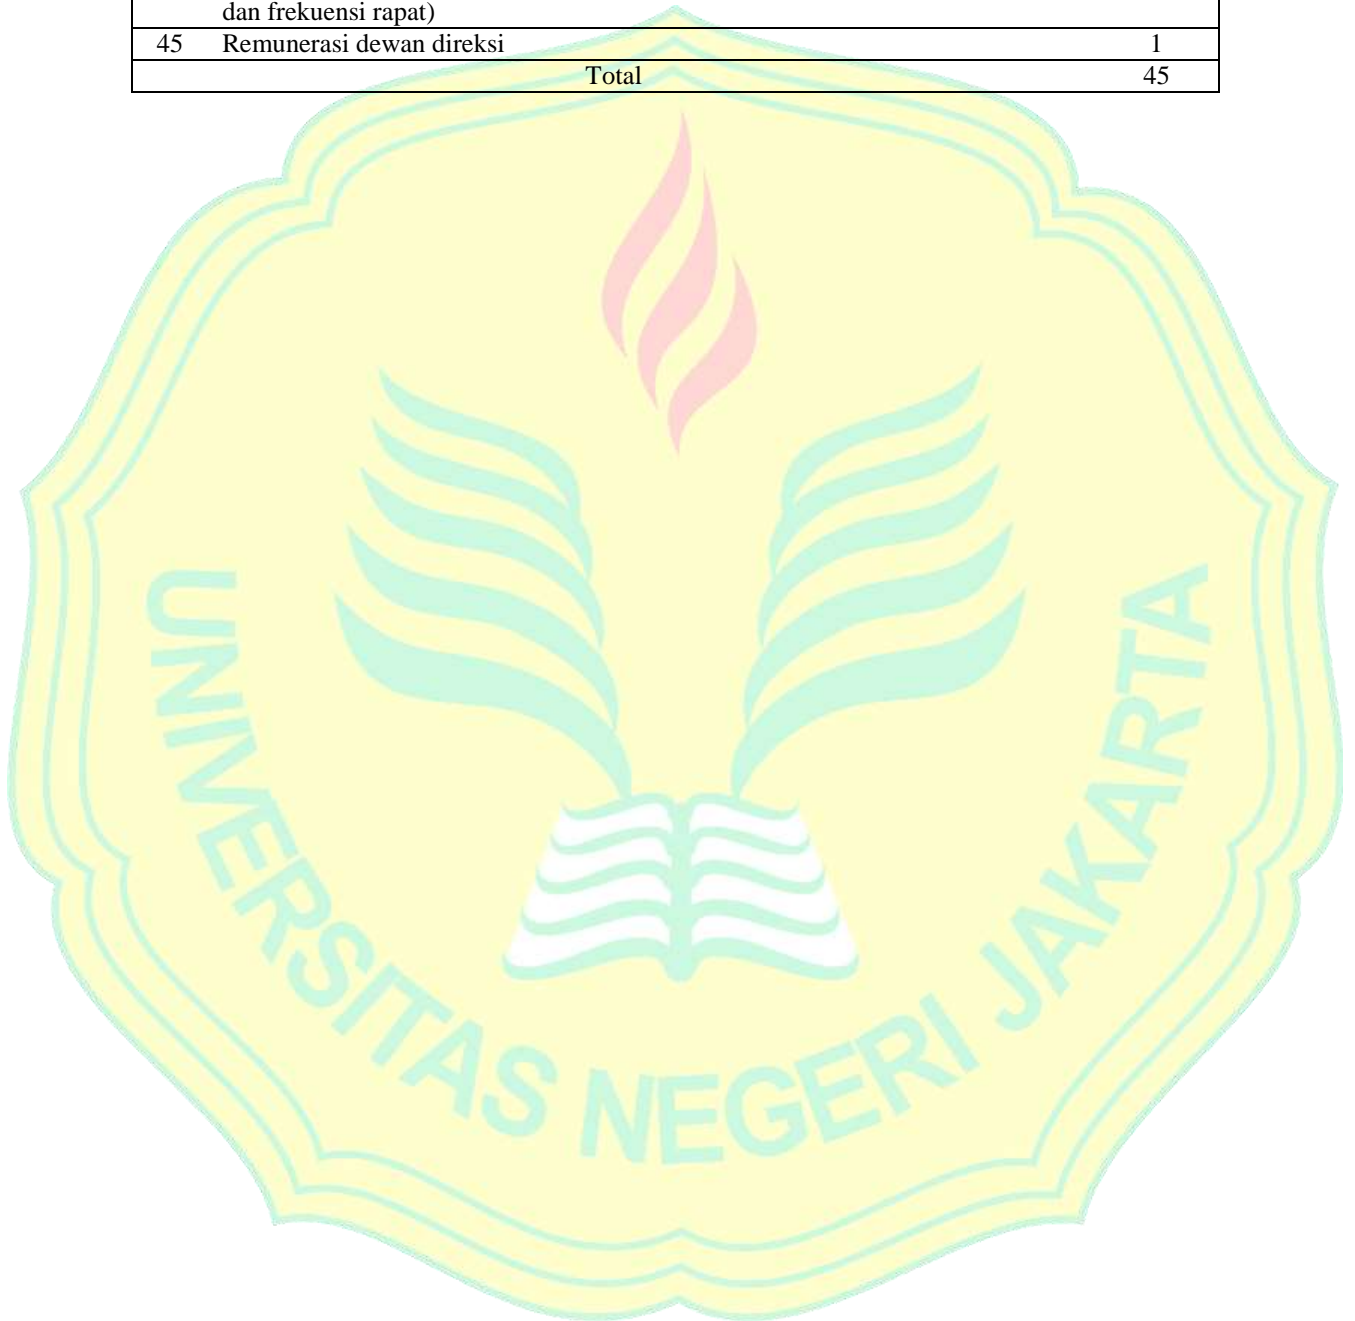 dan frekuensi rapat)
45 Remunerasi dewan direksi 1
Total 45
UNIVERSITAS NEGERI JAKARTA